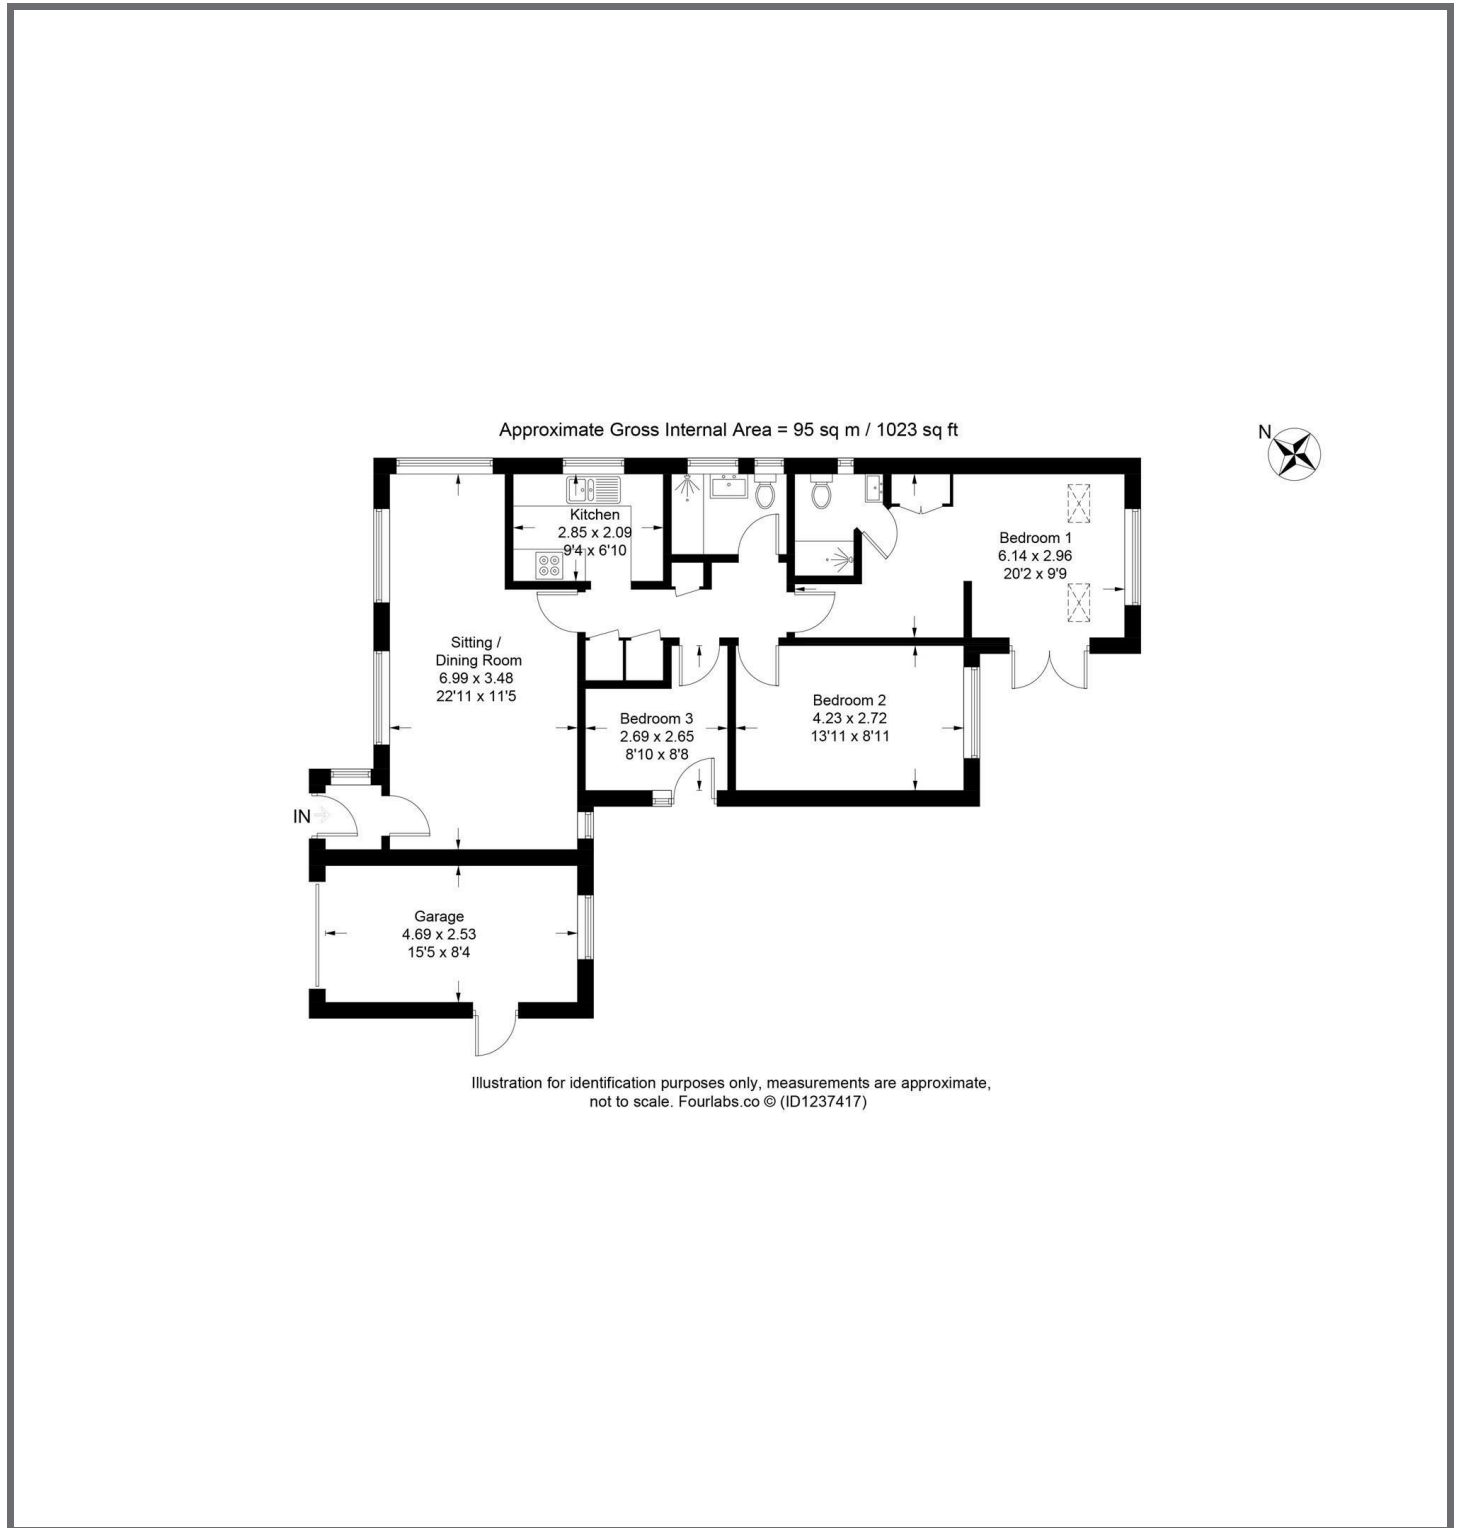 Approximate Gross Internal Area = 95 sq m / 1023 sq ft
N
Kitchen
2.85 x 2.09
9'4 x 6'10
Bedroom 1
6.14 x 2.96
20'2 x 9'9
Sitting /
Dining Room
6.99 x 3.48
22'11 x 11'5
Bedroom 3
2.69 x 2.65
8'10 x 8'8
Bedroom 2
4.23 x 2.72
13'11 x 8'11
IN
Garage
4.69 x 2.53
15'5 x 8'4
Illustration for identification purposes only, measurements are approximate,
not to scale. Fourlabs.co © (ID1237417)